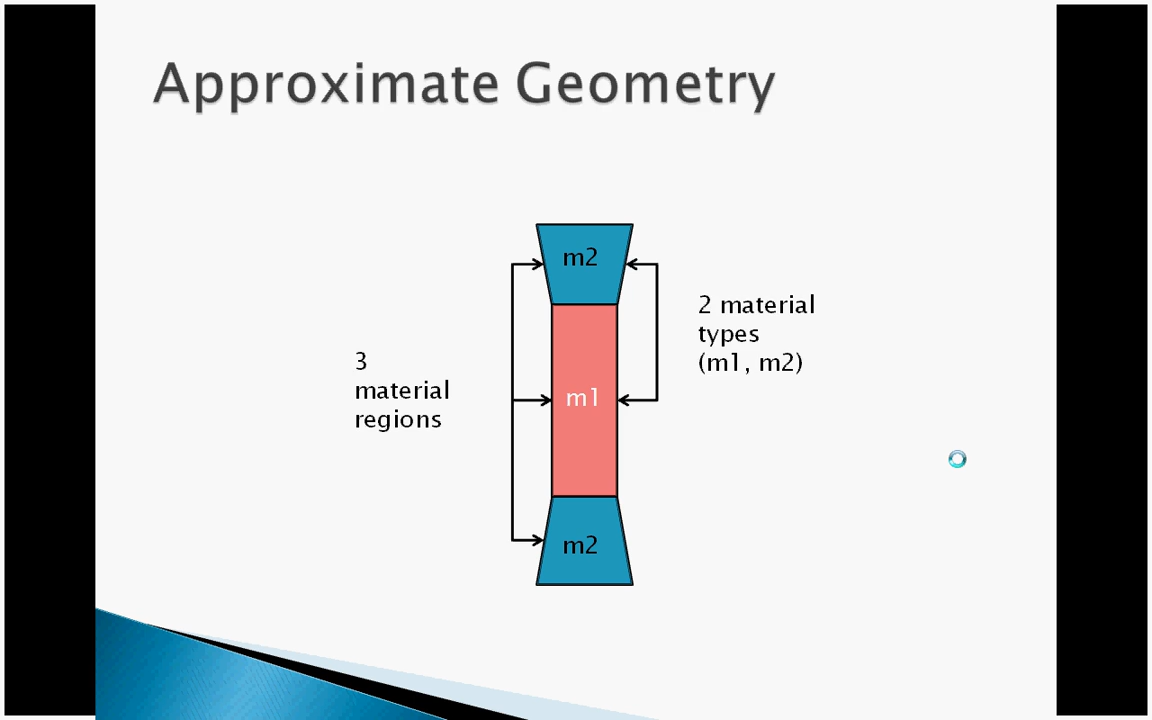 Approximate Geometry
m2
2 material
types
(m1, m2)
3
material
regions
m1
m2